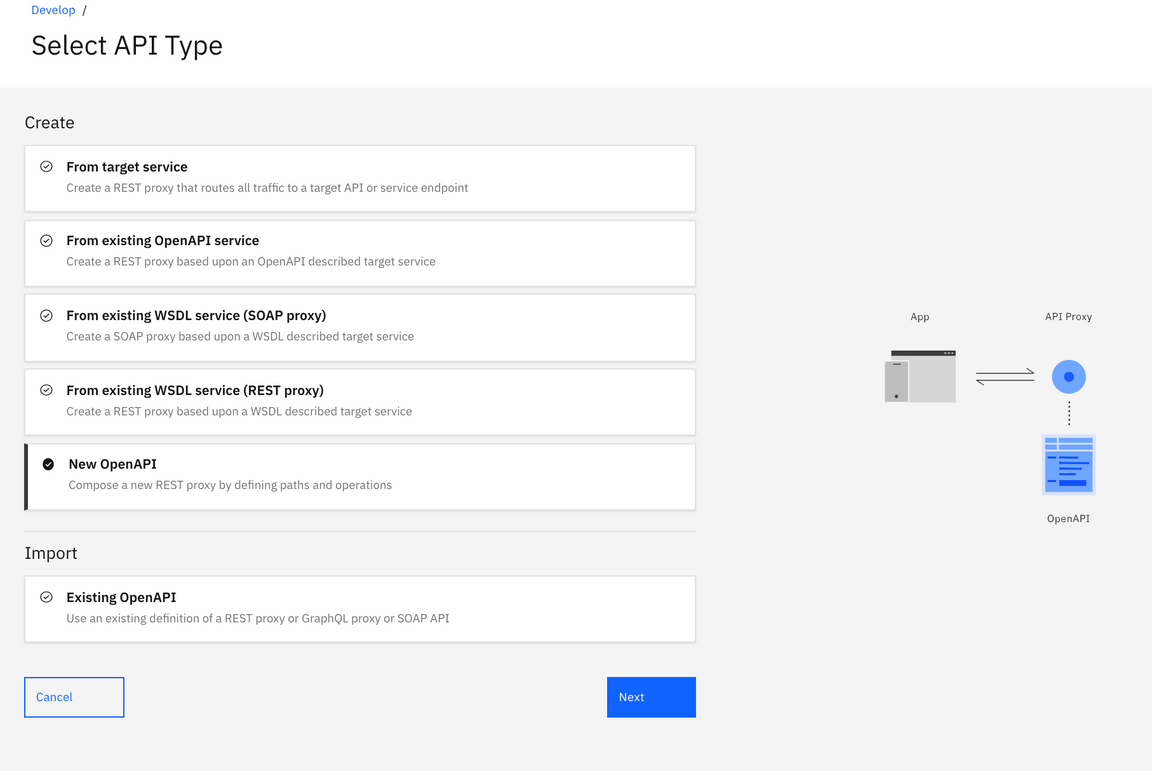 Develop /
Select API Type
Create
From target service
Create a REST proxy that routes all traffic to a target API or service endpoint
From existing OpenAPI service
Create a REST proxy based upon an OpenAPI described target service
From existing WSDL service (SOAP proxy)
Create a SOAP proxy based upon a WSDL described target service
From existing WSDL service (REST proxy)
Create a REST proxy based upon a WSDL described target service
New OpenAPI
Compose a new REST proxy by defining paths and operations
Import
Existing OpenAPI
Use an existing definition of a REST proxy or GraphQL proxy or SOAP API
Cancel
Next
App
API Proxy
OpenAPI